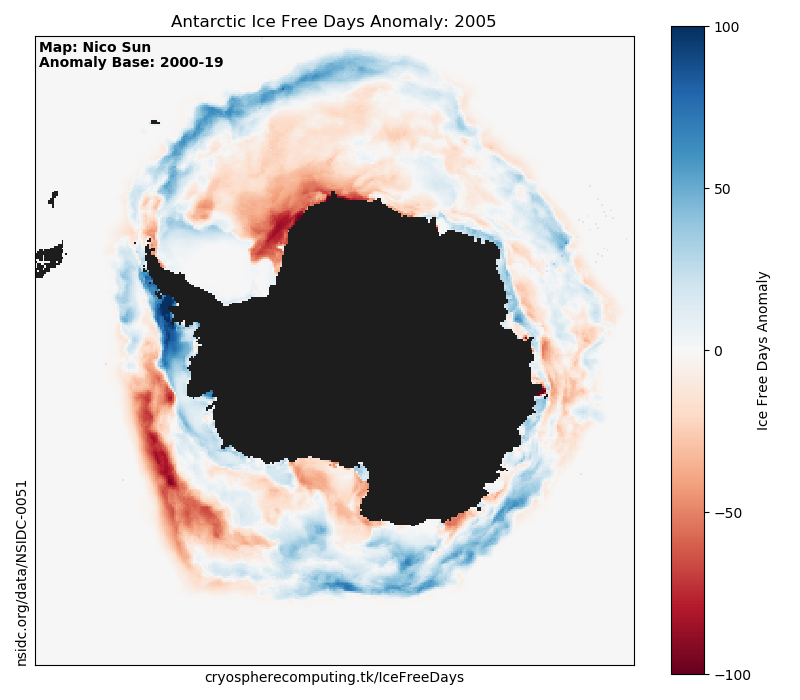 Antarctic Ice Free Days Anomaly: 2005
Map: Nico Sun
Anomaly Base: 2000-19
100
50
0
−50
−100
Ice Free Days Anomaly
nsidc.org/data/NSIDC-0051
cryospherecomputing.tk/IceFreeDays